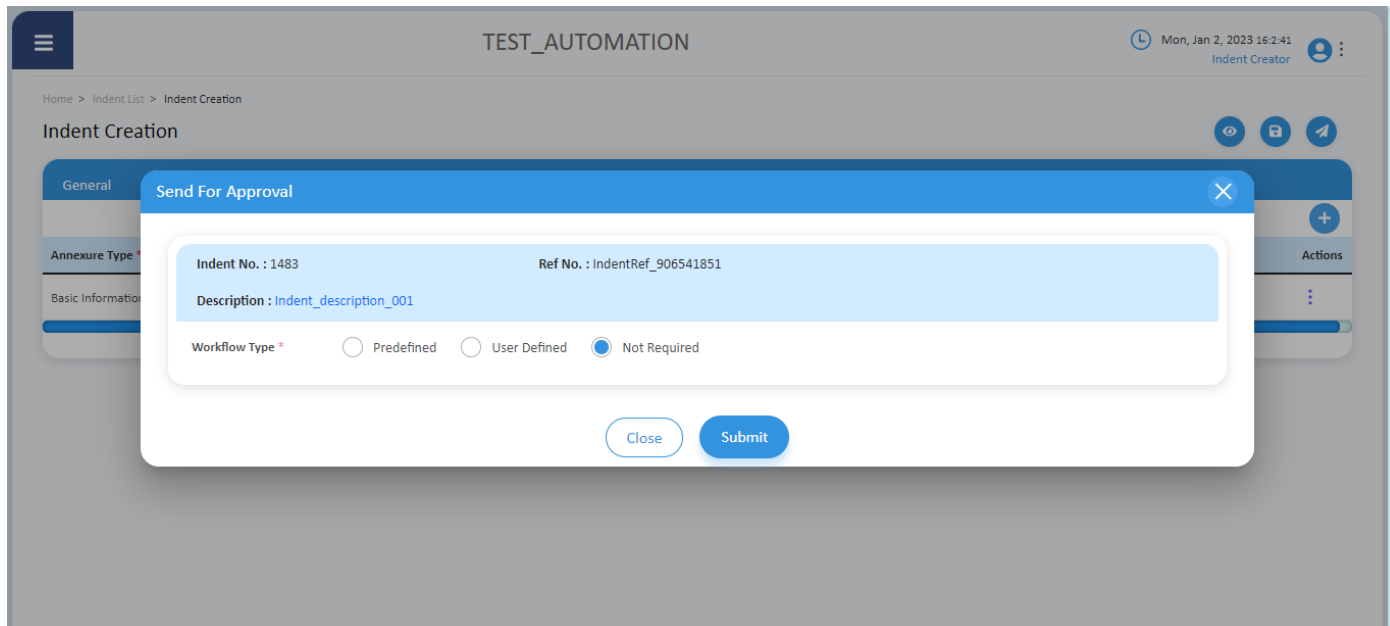 TEST_AUTOMATION
Mon, Jan 2, 2023 16:2:41
Indent Creator
Home > Indent List > Indent Creation
Indent Creation
General
Send For Approval
Annexure Type *
Actions
Indent No. : 1483 Ref No. : IndentRef_906541851
Basic Information
Description : Indent_description_001
Workflow Type * Predefined User Defined Not Required
Close Submit